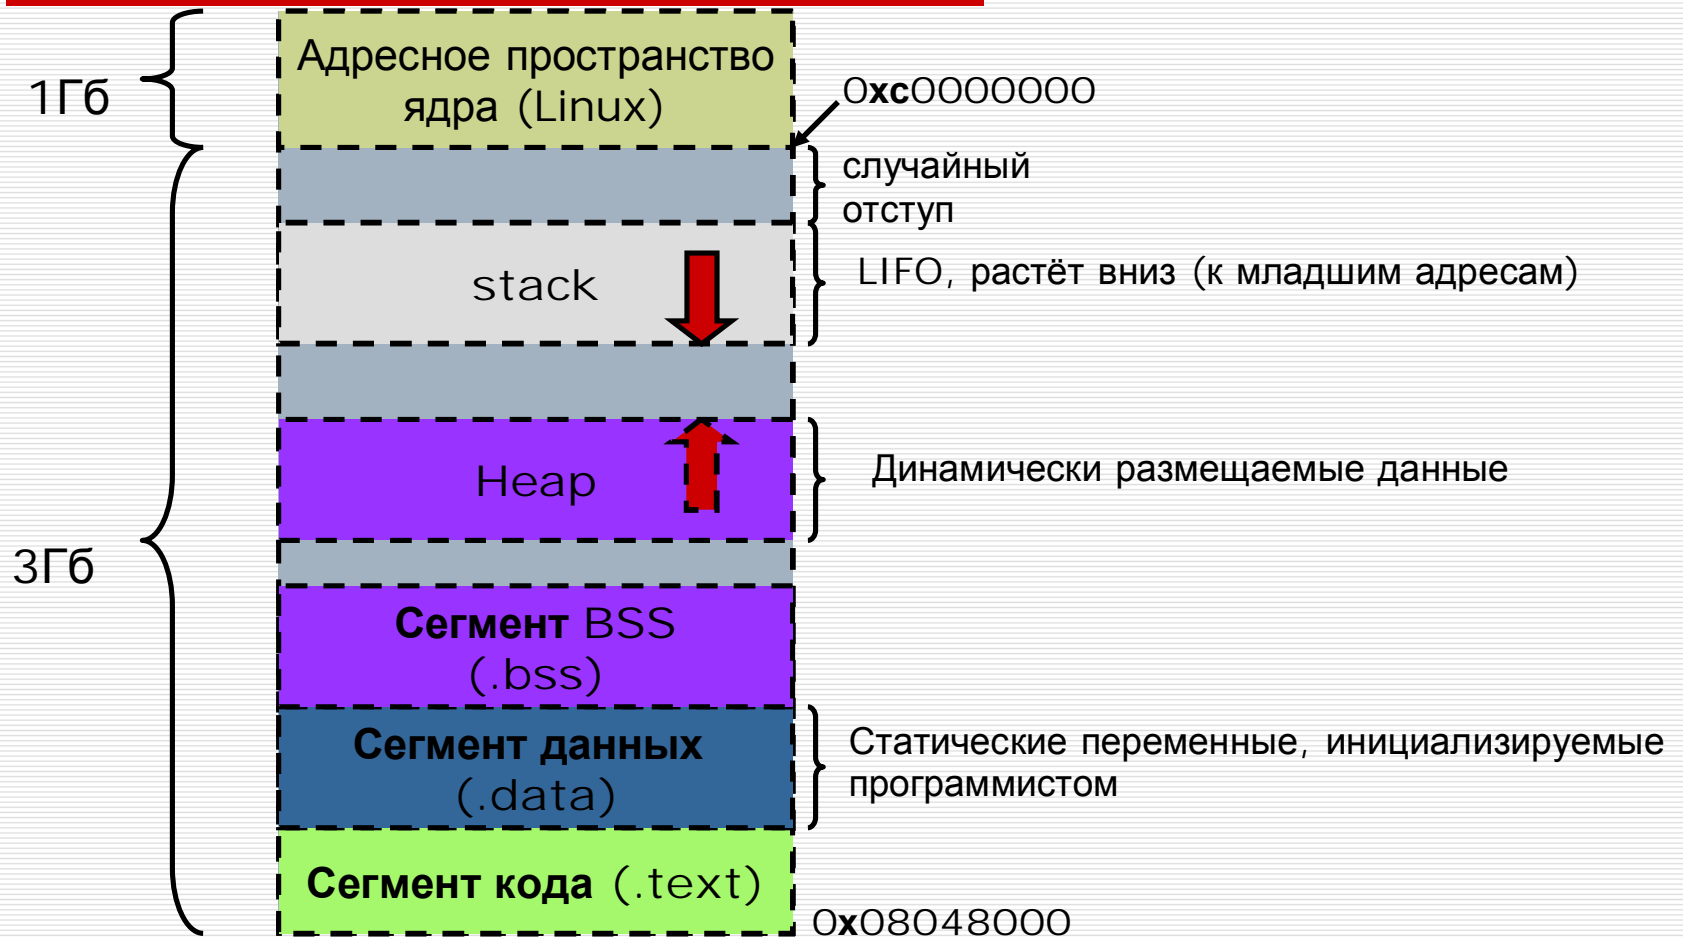 Адресное пространство
ядра (Linux)
1Гб
0xc0000000
случайный
отступ
stack
LIFO, растёт вниз (к младшим адресам)
Heap
Динамически размещаемые данные
3Гб
Сегмент BSS
(.bss)
Сегмент данных
(.data)
Статические переменные, инициализируемые
программистом
Сегмент кода (.text)
0x08048000